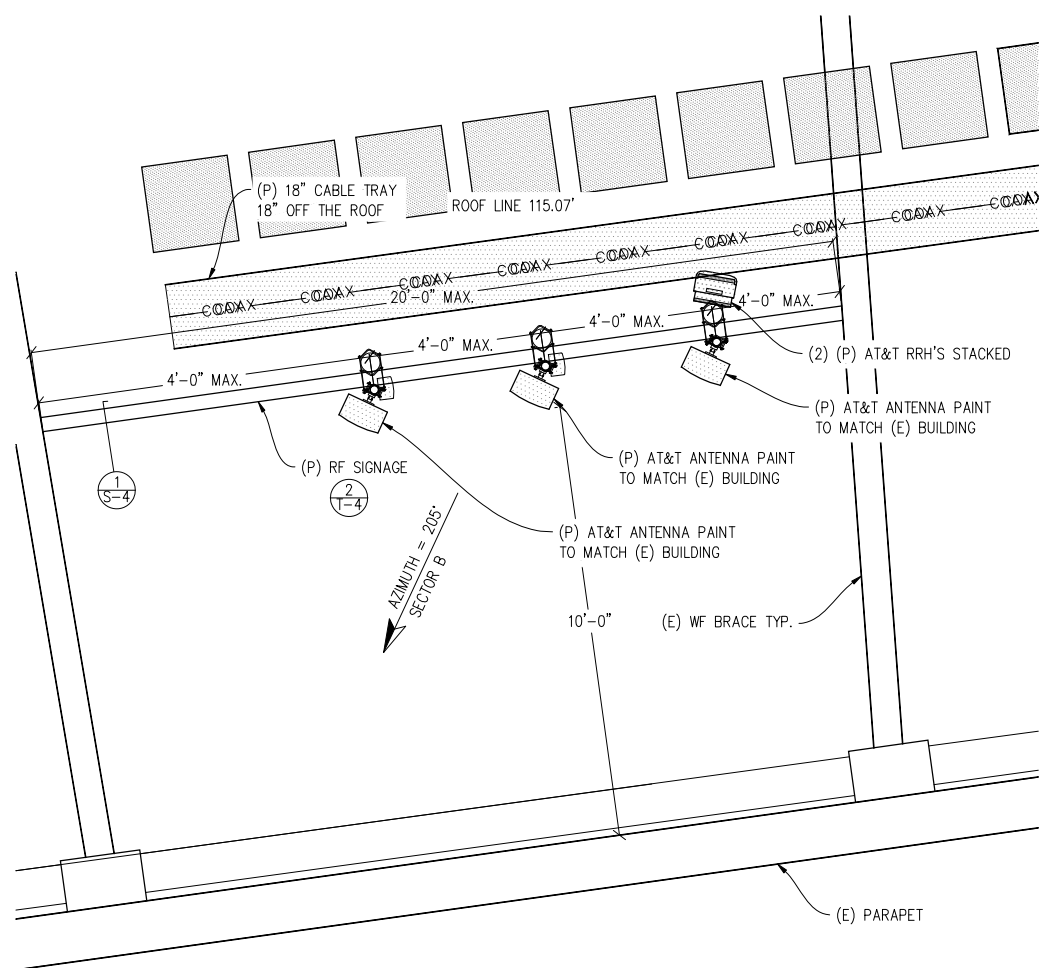 (P) 18" CABLE TRAY
18" OFF THE ROOF
ROOF LINE 115.07'
COAX COAX COAX COAX COAX COAX COAX COAX COAX
20'-0" MAX.
4'-0" MAX.
4'-0" MAX.
4'-0" MAX.
4'-0" MAX.
(2) (P) AT&T RRH'S STACKED
(P) AT&T ANTENNA PAINT
TO MATCH (E) BUILDING
(P) AT&T ANTENNA PAINT
TO MATCH (E) BUILDING
(P) RF SIGNAGE
1
S-4
2
T-4
(P) AT&T ANTENNA PAINT
TO MATCH (E) BUILDING
AZIMUTH = 205°
SECTOR B
10'-0"
(E) WF BRACE TYP.
(E) PARAPET